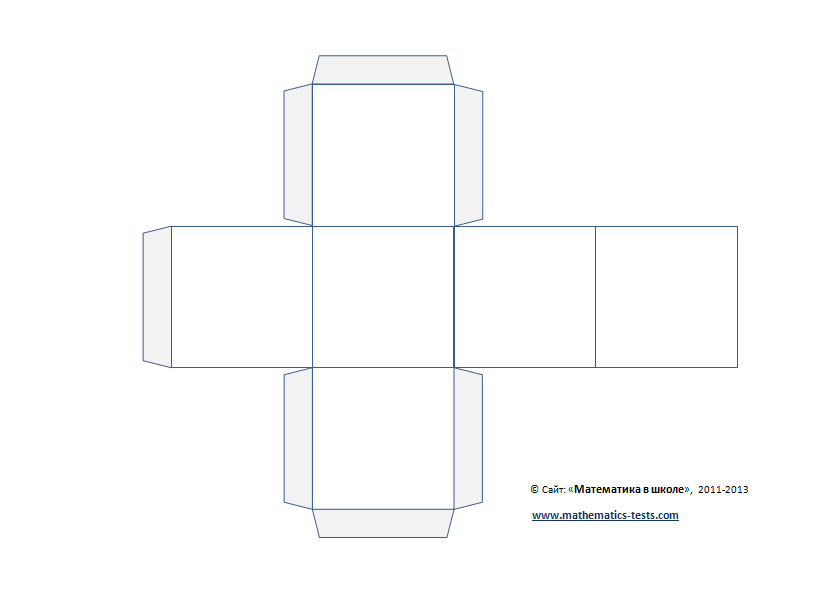 © Сайт: «Математика в школе», 2011-2013
www.mathematics-tests.com